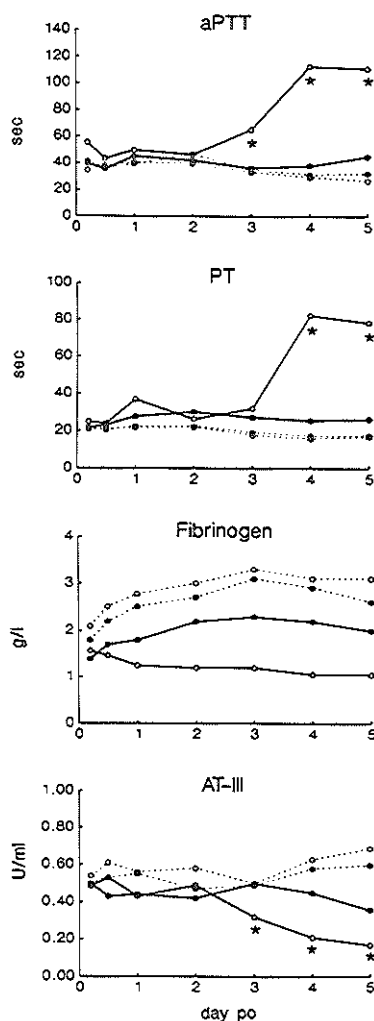 aPTT
140
120
100
80
60
40
20
0
sec
★
★
★
0 1 2 3 4 5
PT
100
80
60
40
20
0
sec
★
★
1 2 3 4 5
Fibrinogen
4
3
2
1
0
g/l
1 2 3 4 5
AT-III
1.00
0.80
0.60
0.40
0.20
0.00
U/ml
★
★
★
0 1 2 3 4 5
day po